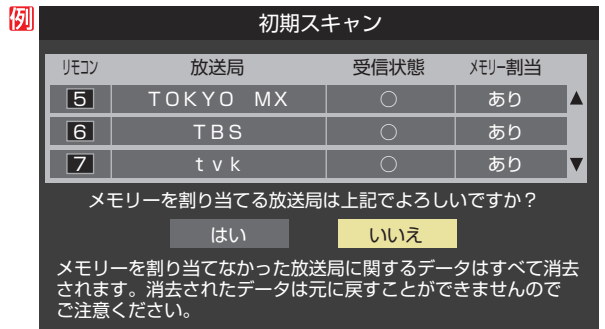 例
初期スキャン
リモコン 放送局 受信状態 メモリー割当
5 TOKYO MX ○ あり ▲
6 TBS ○ あり
7 tvk ○ あり ▼
メモリーを割り当てる放送局は上記でよろしいですか？
はい いいえ
メモリーを割り当てなかった放送局に関するデータはすべて消去
されます。消去されたデータは元に戻すことができませんので
ご注意ください。